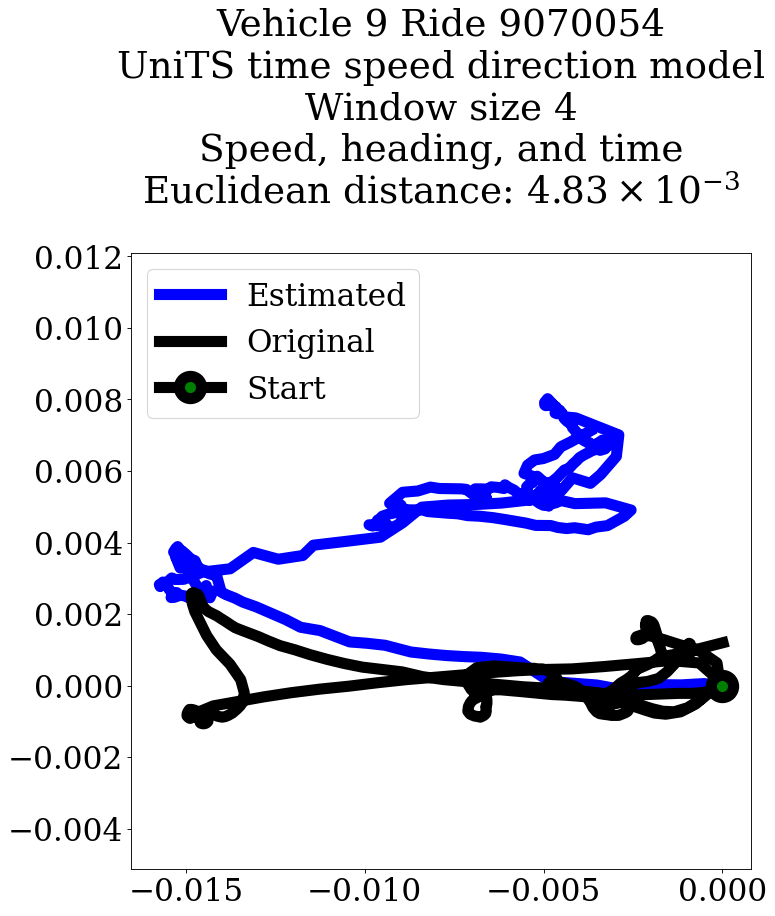 Vehicle 9 Ride 9070054
UniTS time speed direction model
Window size 4
Speed, heading, and time
Euclidean distance: 4.83 × 10⁻³
0.012
0.010
0.008
0.006
0.004
0.002
0.000
−0.002
−0.004
Estimated
Original
Start
−0.015 −0.010 −0.005 0.000